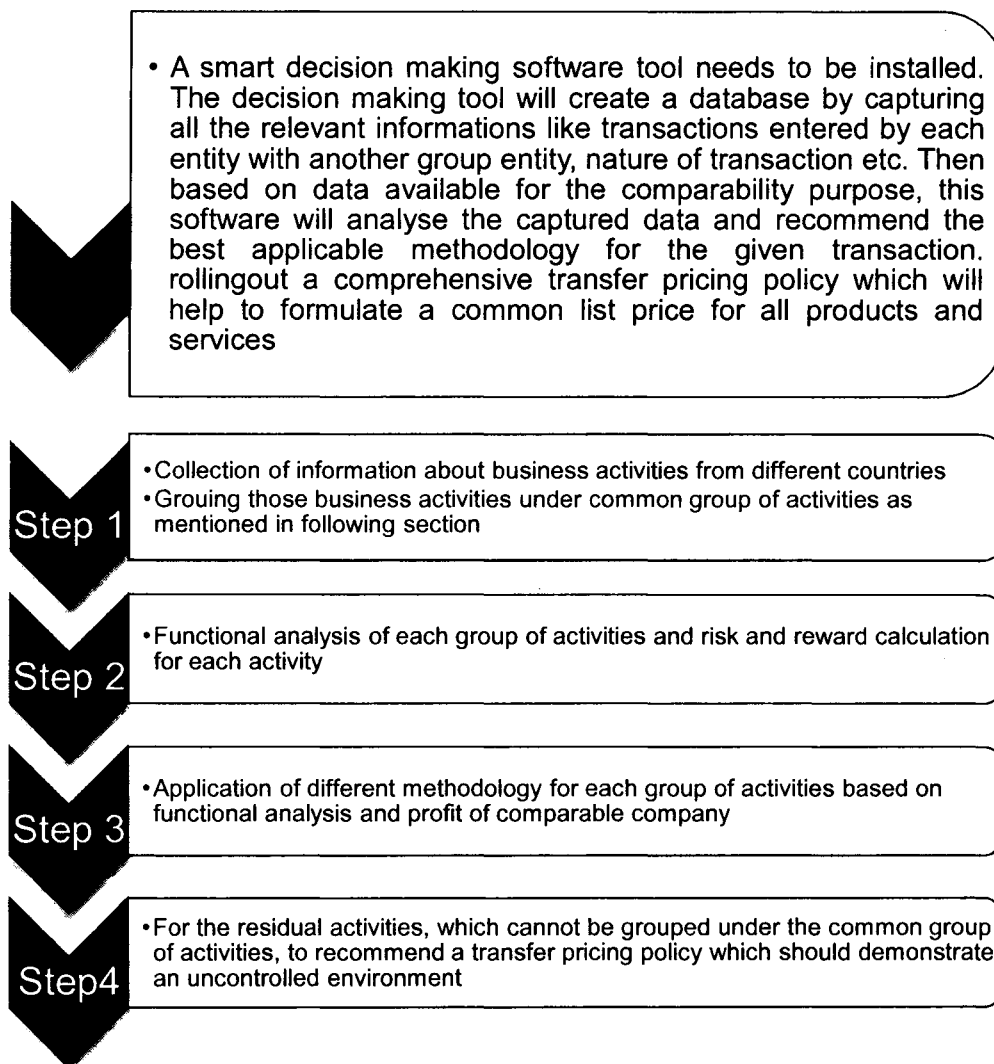 • A smart decision making software tool needs to be installed.
The decision making tool will create a database by capturing
all the relevant informations like transactions entered by each
entity with another group entity, nature of transaction etc. Then
based on data available for the comparability purpose, this
software will analyse the captured data and recommend the
best applicable methodology for the given transaction.
rollingout a comprehensive transfer pricing policy which will
help to formulate a common list price for all products and
services
Step 1
•Collection of information about business activities from different countries
•Grouing those business activities under common group of activities as
mentioned in following section
Step 2
•Functional analysis of each group of activities and risk and reward calculation
for each activity
Step 3
•Application of different methodology for each group of activities based on
functional analysis and profit of comparable company
Step4
•For the residual activities, which cannot be grouped under the common group
of activities, to recommend a transfer pricing policy which should demonstrate
an uncontrolled environment